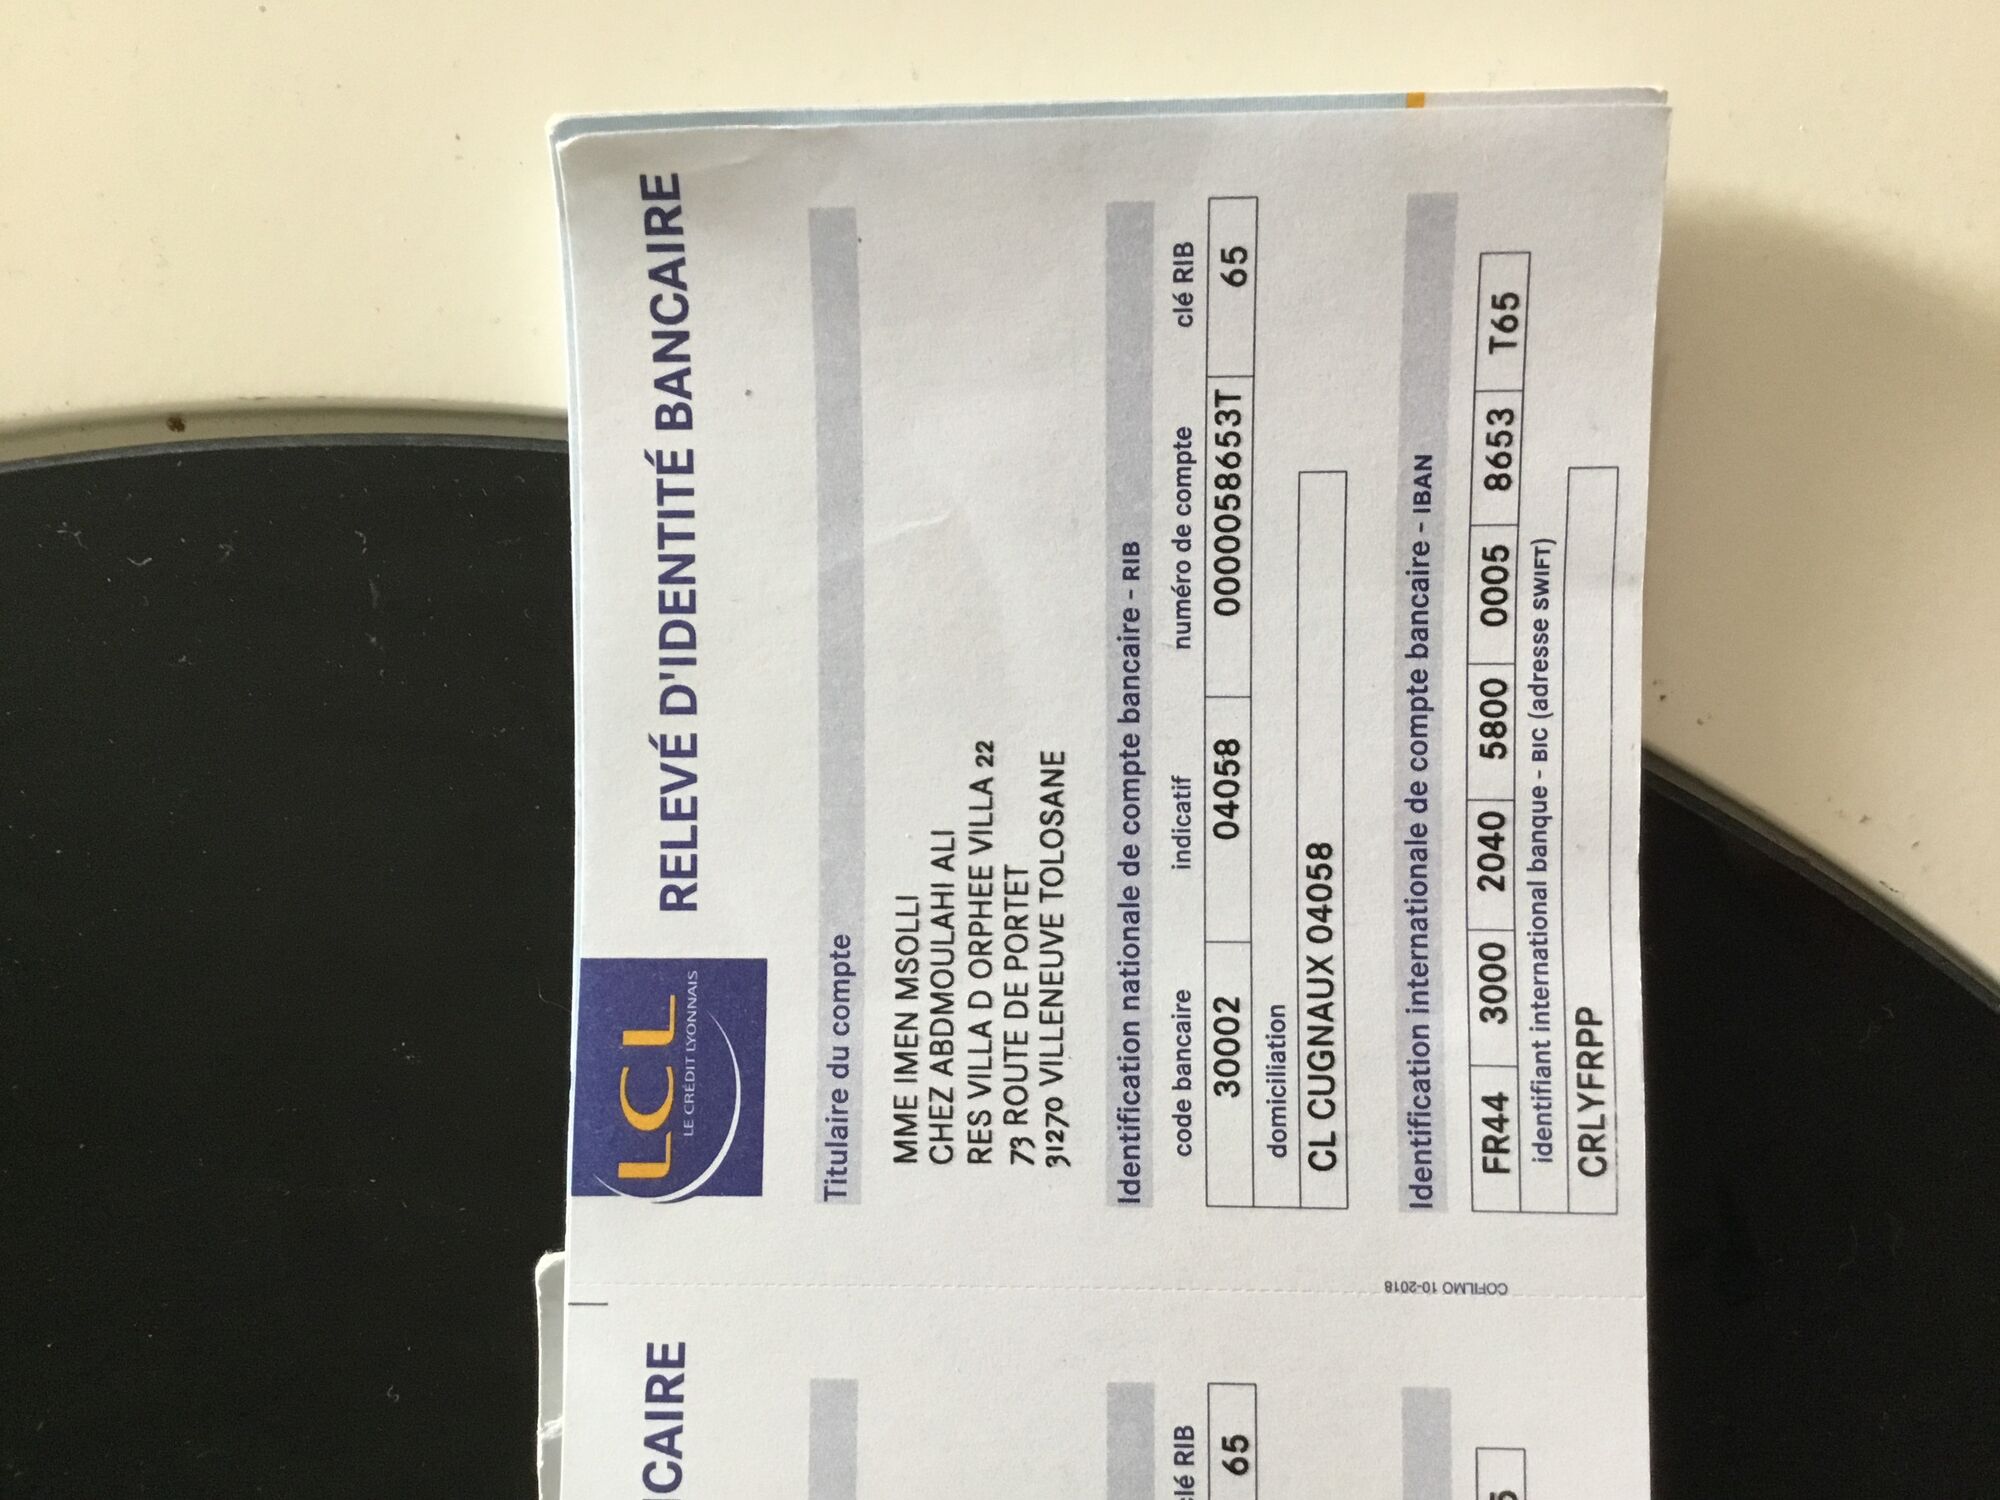 LCL
LE CRÉDIT LYONNAIS
RELEVÉ D'IDENTITÉ BANCAIRE
Titulaire du compte
MME IMEN MSOLLI
CHEZ ABDMOULAHI ALI
RES VILLA D ORPHEE VILLA 22
73 ROUTE DE PORTET
31270 VILLENEUVE TOLOSANE
Identification nationale de compte bancaire - RIB
code bancaire indicatif numéro de compte clé RIB
30002 04058 0000058653T 65
domiciliation
CL CUGNAUX 04058
Identification internationale de compte bancaire - IBAN
FR44 3000 2040 5800 0005 8653 T65
identifiant international banque - BIC (adresse SWIFT)
CRLYFRPP
COFILMO 10-2018
CAIRE
clé RIB
65
5